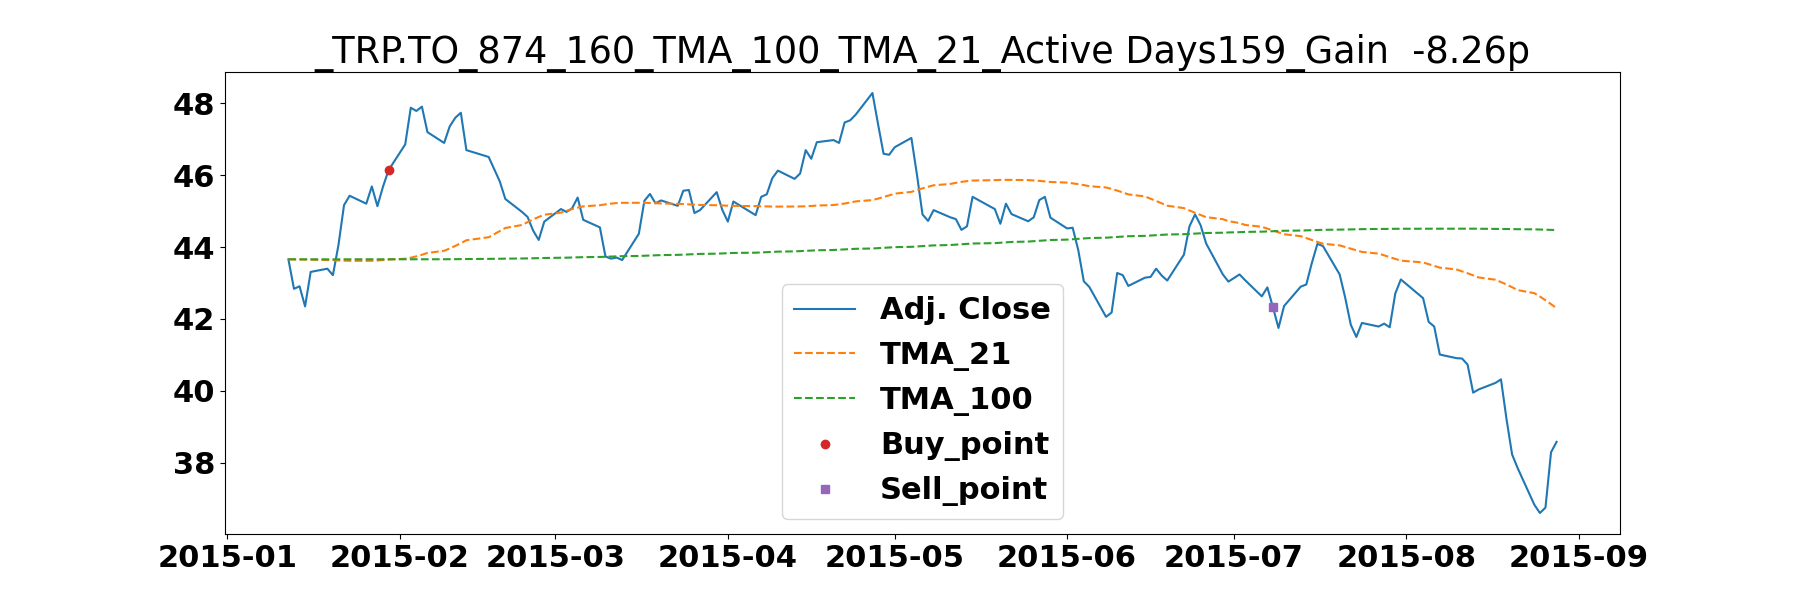 _TRP.TO_874_160_TMA_100_TMA_21_Active Days159_Gain  -8.26p
48
46
44
42
40
38
Adj. Close
TMA_21
TMA_100
Buy_point
Sell_point
2015-01 2015-02 2015-03 2015-04 2015-05 2015-06 2015-07 2015-08 2015-09